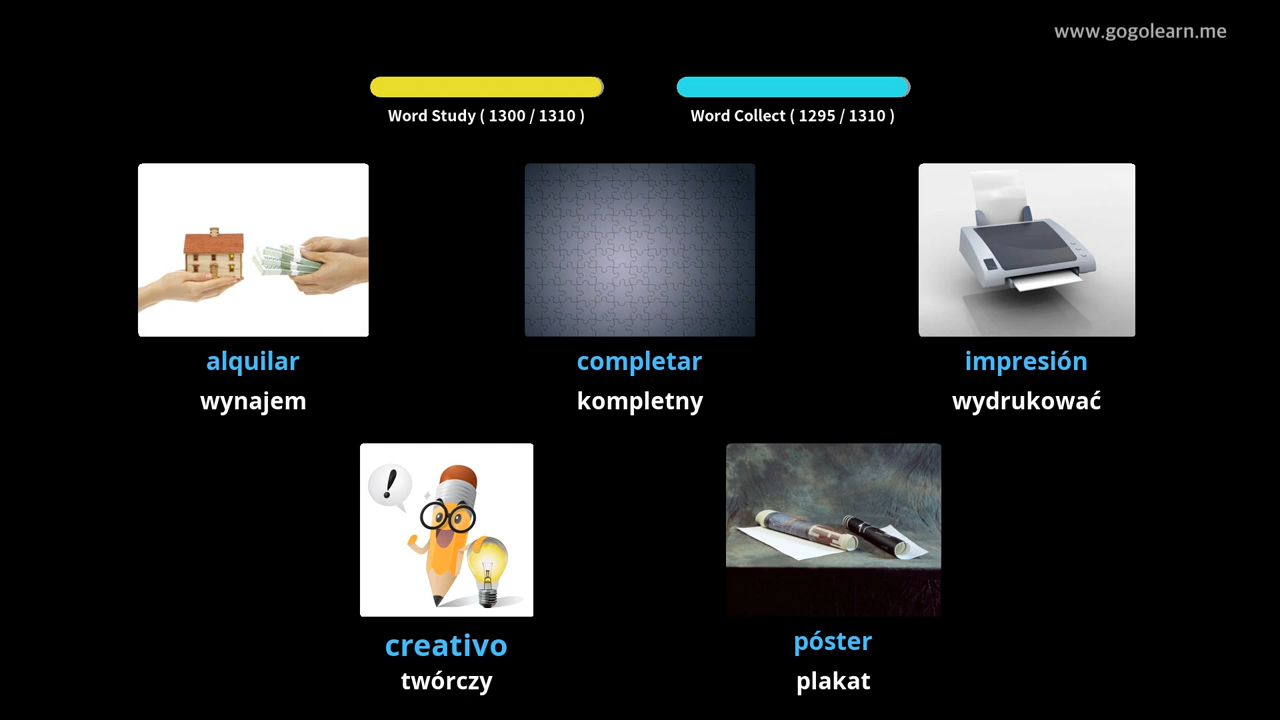 www.gogolearn.me
Word Study ( 1300 / 1310 )
Word Collect ( 1295 / 1310 )
alquilar
wynajem
completar
kompletny
impresión
wydrukować
creativo
twórczy
póster
plakat